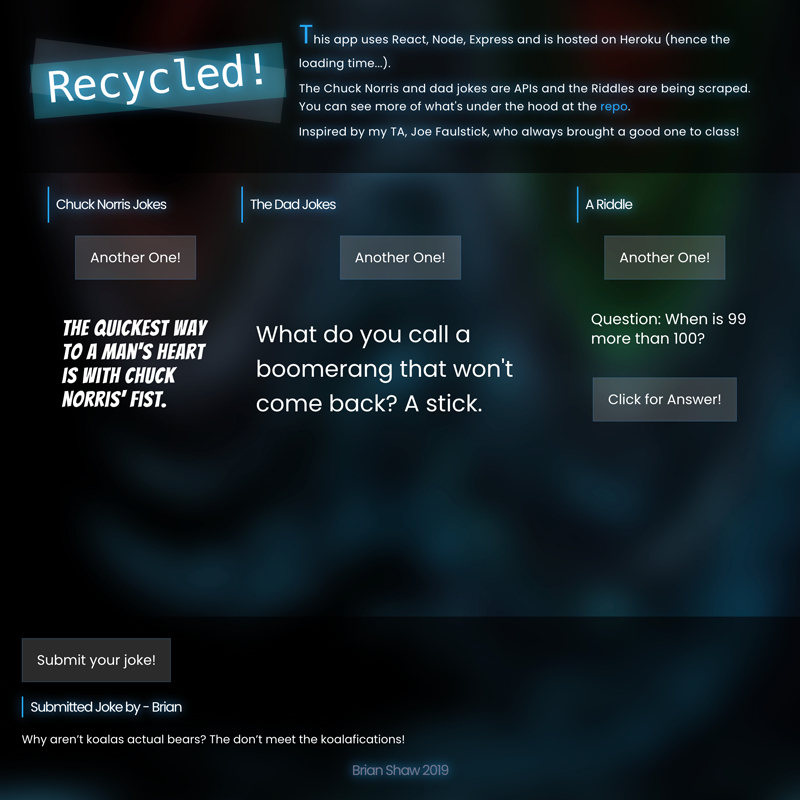 Recycled!
This app uses React, Node, Express and is hosted on Heroku (hence the
loading time...).
The Chuck Norris and dad jokes are APIs and the Riddles are being scraped.
You can see more of what's under the hood at the repo.
Inspired by my TA, Joe Faulstick, who always brought a good one to class!
Chuck Norris Jokes
Another One!
THE QUICKEST WAY
TO A MAN'S HEART
IS WITH CHUCK
NORRIS' FIST.
The Dad Jokes
Another One!
What do you call a
boomerang that won't
come back? A stick.
A Riddle
Another One!
Question: When is 99
more than 100?
Click for Answer!
Submit your joke!
Submitted Joke by - Brian
Why aren’t koalas actual bears? The don’t meet the koalafications!
Brian Shaw 2019